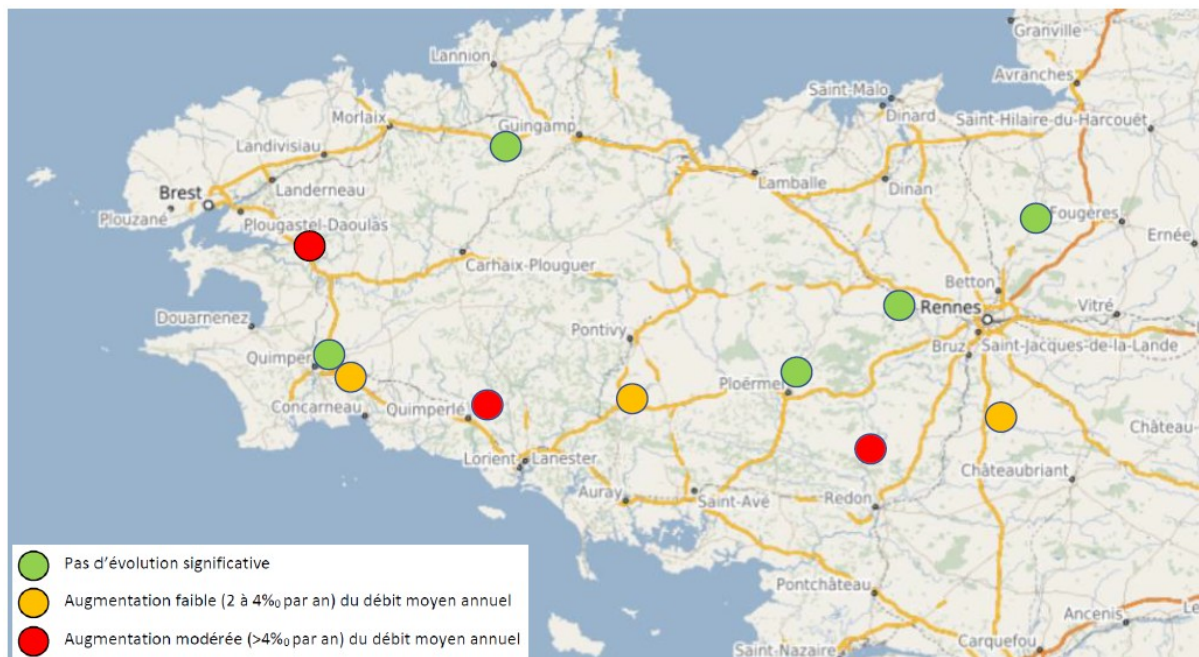 Granville
Lannion
Avranches
Saint-Malo
Dinard
Morlaix
Guingamp
Saint-Hilaire-du-Harcouët
Landivisiau
Lamballe
Dinan
Landerneau
Brest
Plouzané
Plougastel-Daoulas
Fougères
Ernée
Carhaix-Plouguer
Betton
Douarnenez
Pontivy
Rennes
Vitré
Saint-Jacques-de-la-Lande
Bruz
Quimper
Ploërmel
Concarneau
Quimperlé
Château-
Lorient
Lanester
Châteaubriant
Auray
Saint-Avé
Redon
Pontchâteau
Ancenis
Le
Carquefou
Saint-Nazaire
Pas d’évolution significative
Augmentation faible (2 à 4‰ par an) du débit moyen annuel
Augmentation modérée (>4‰ par an) du débit moyen annuel